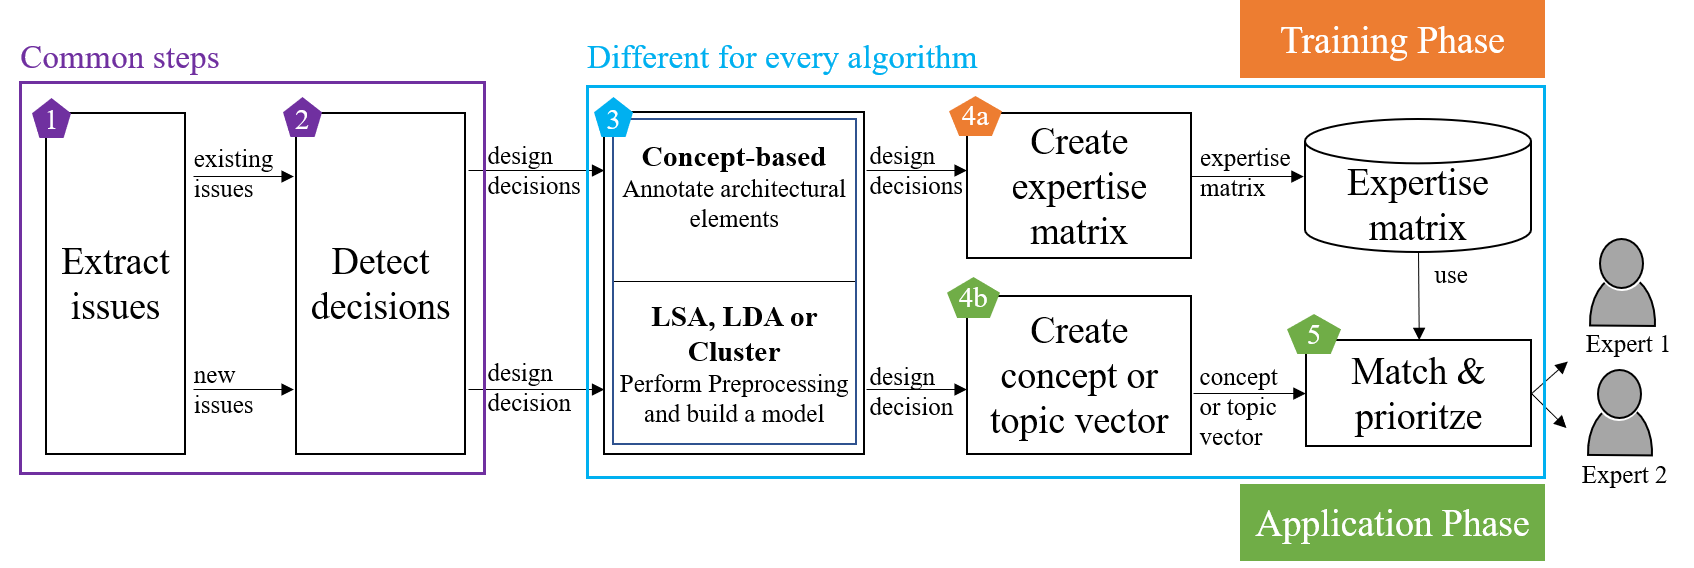 Training Phase
Common steps
Different for every algorithm
1
2
3
4a
existing
issues
design
decisions
Concept-based
Annotate architectural
elements
design
decisions
Create
expertise
matrix
expertise
matrix
Expertise
matrix
Extract
issues
Detect
decisions
use
4b
5
LSA, LDA or
Cluster
Perform Preprocessing
and build a model
new
issues
design
decision
design
decision
Create
concept or
topic vector
concept
or topic
vector
Match &
prioritze
Expert 1
Expert 2
Application Phase